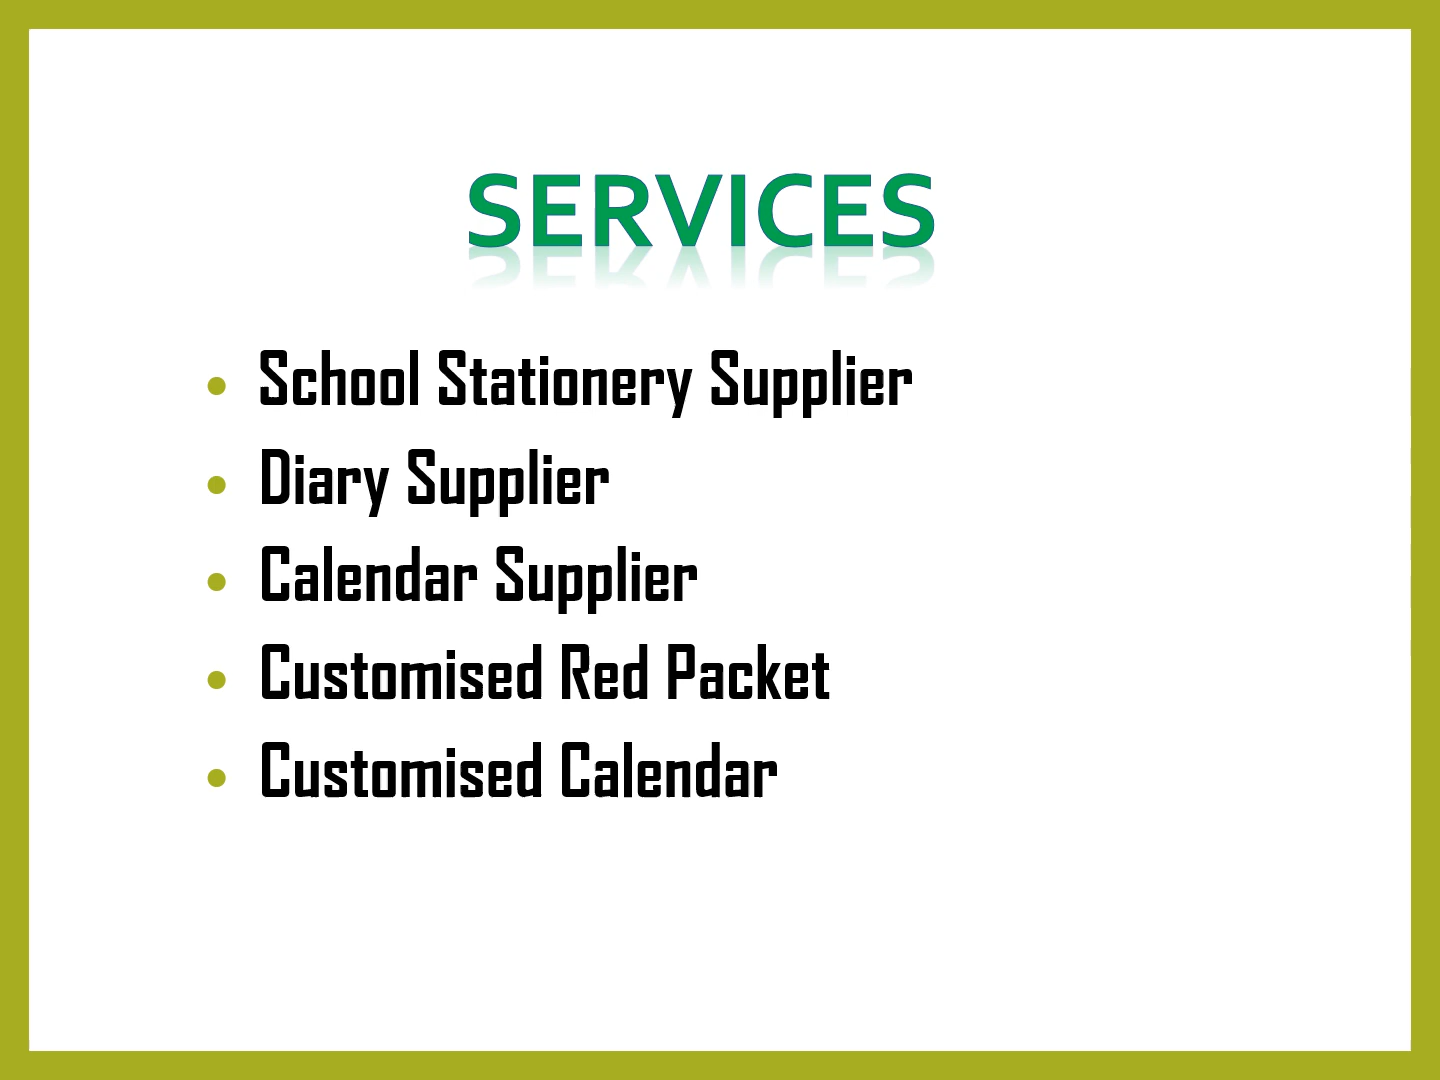 SERVICES
• School Stationery Supplier
• Diary Supplier
• Calendar Supplier
• Customised Red Packet
• Customised Calendar